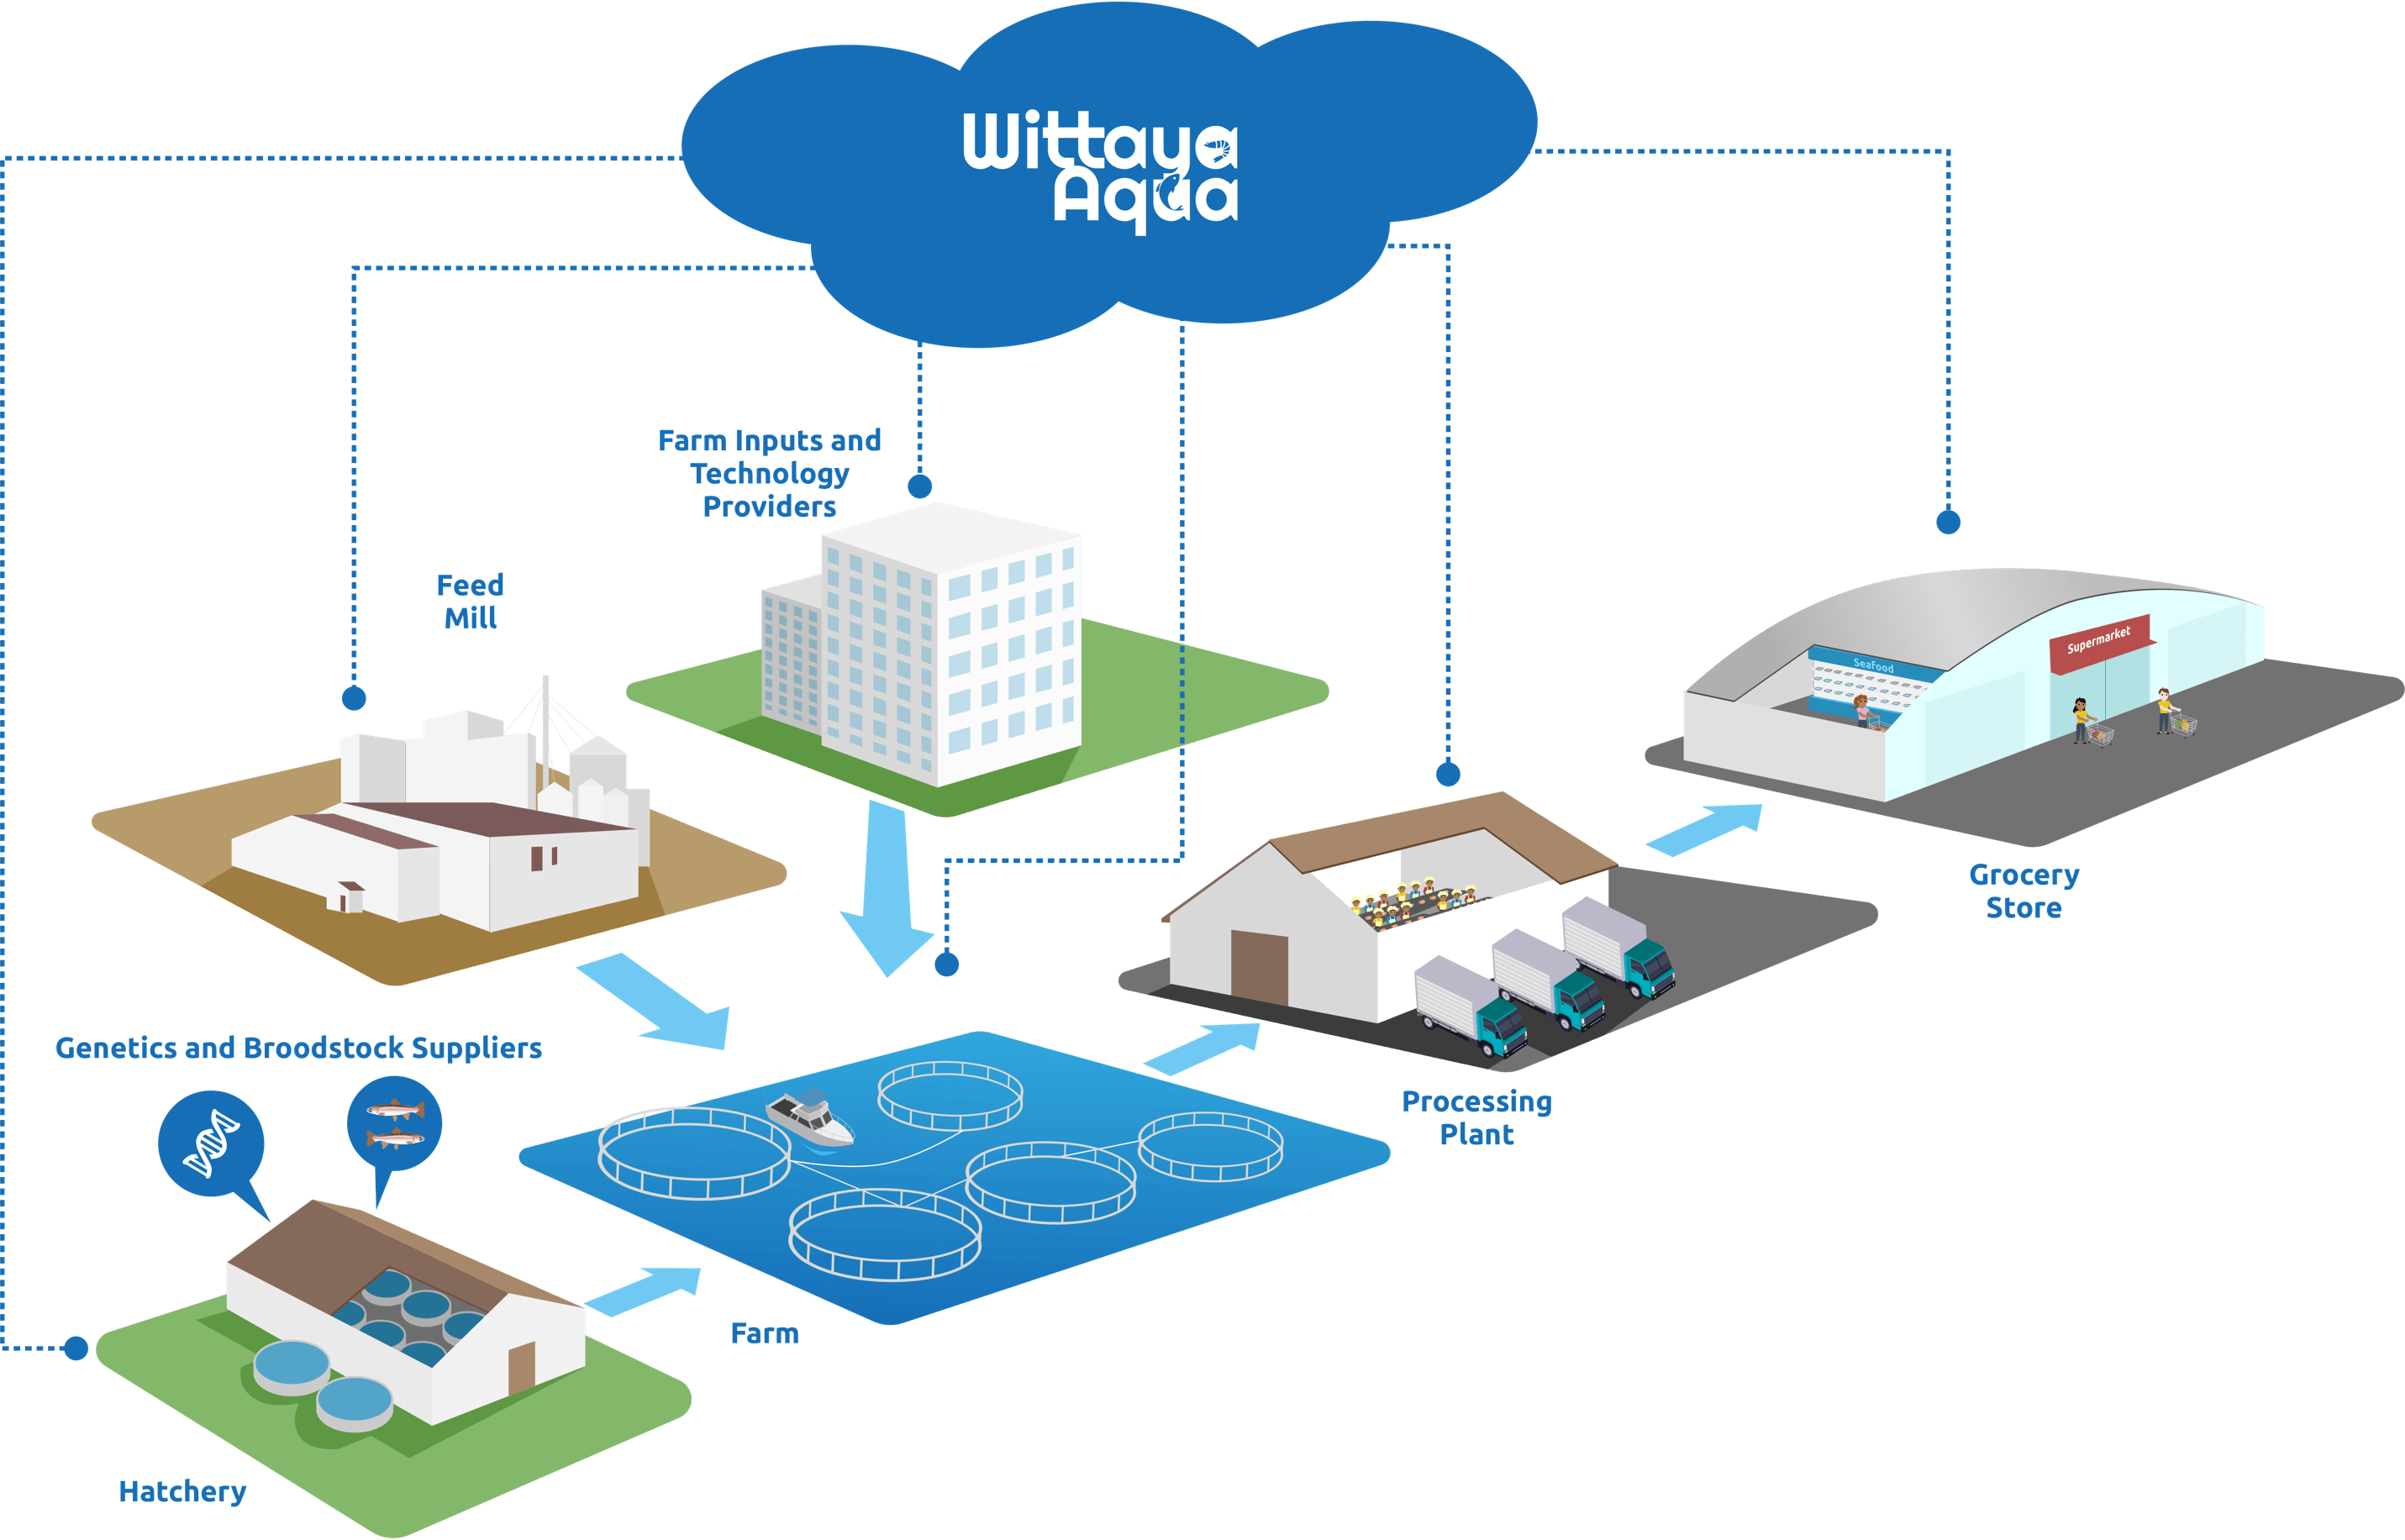 Wittaya
Aqua
Farm Inputs and
Technology
Providers
Feed
Mill
Supermarket
Seafood
Grocery
Store
Genetics and Broodstock Suppliers
Processing
Plant
Farm
Hatchery